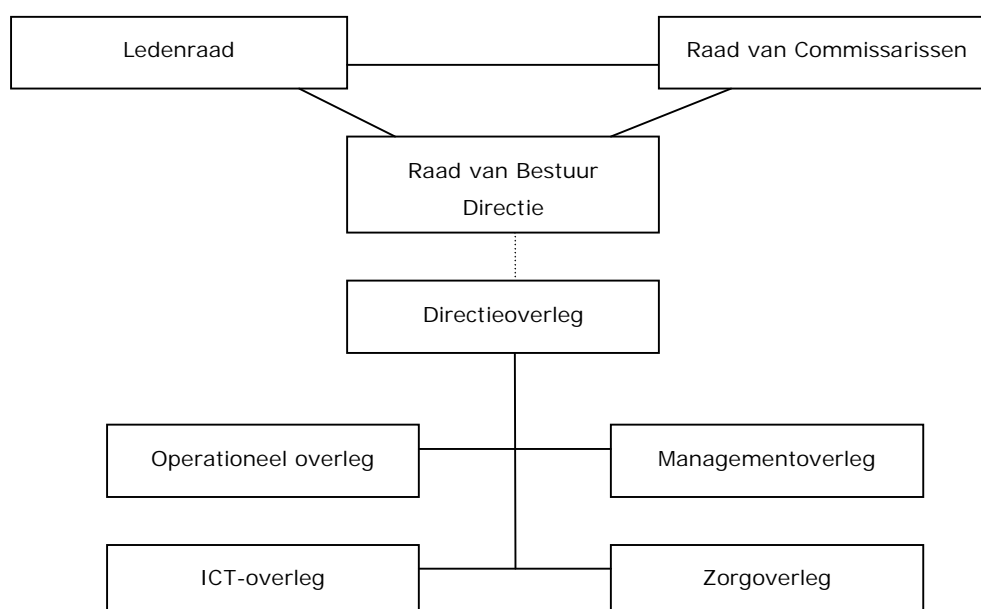 Ledenraad
Raad van Commissarissen
Raad van Bestuur
Directie
Directieoverleg
Operationeel overleg
Managementoverleg
ICT-overleg
Zorgoverleg